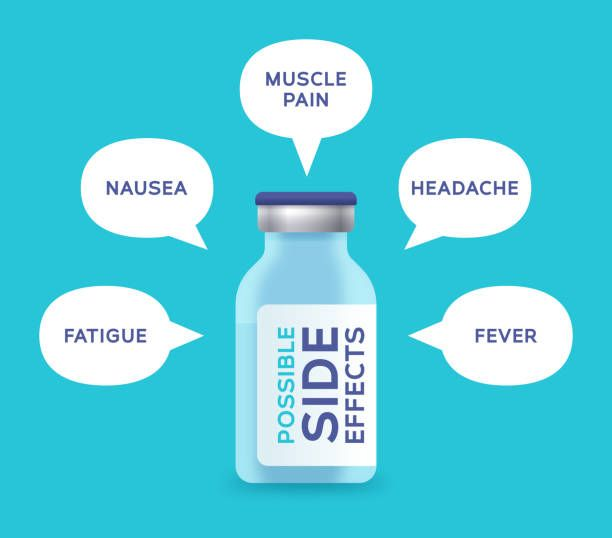 MUSCLE
PAIN
NAUSEA
HEADACHE
FATIGUE
FEVER
POSSIBLE
SIDE
EFFECTS